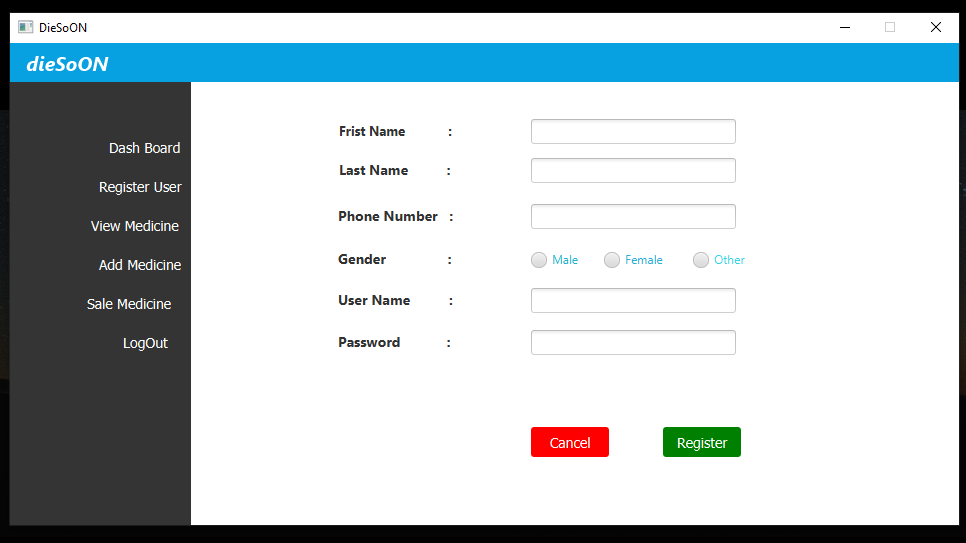 DieSoON
dieSoON
Dash Board
Register User
View Medicine
Add Medicine
Sale Medicine
LogOut
Frist Name :
Last Name :
Phone Number :
Gender : Male Female Other
User Name :
Password :
Cancel Register